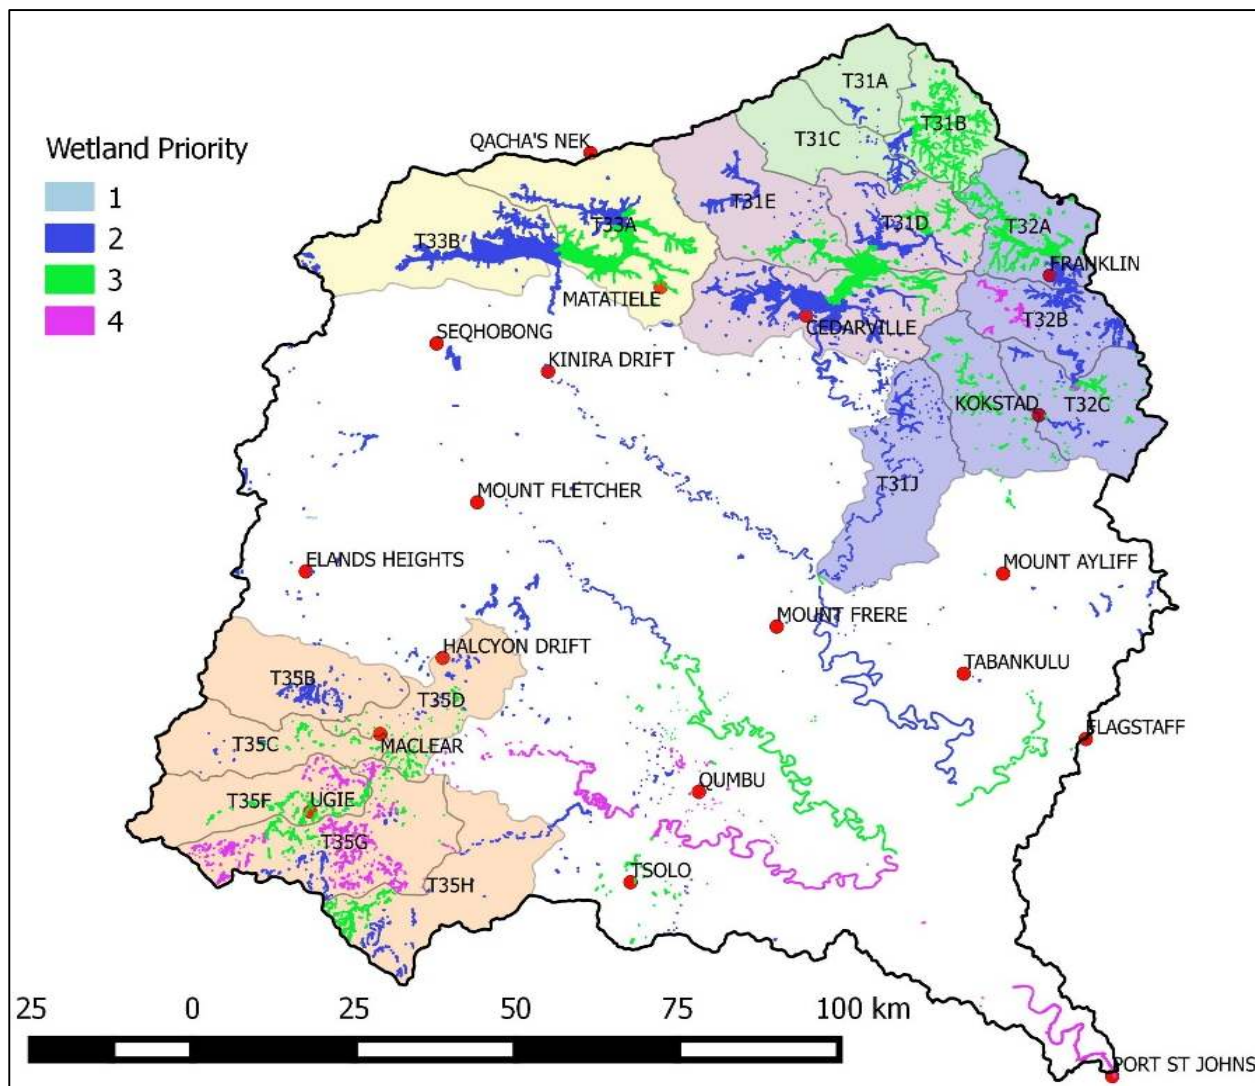 T31A
T31B
QACHA'S NEK
T31C
Wetland Priority
1
2
3
4
T31E
T33A
T31D
T32A
T33B
FRANKLIN
MATATIELE
CEDARVILLE
T32B
SEQHOBONG
KINIRA DRIFT
KOKSTAD
T32C
T31J
MOUNT FLETCHER
ELANDS HEIGHTS
MOUNT AYLIFF
MOUNT FRERE
HALCYON DRIFT
TABANKULU
T35B
T35D
FLAGSTAFF
T35C
MACLEAR
QUMBU
T35F
UGIE
T35G
TSOLO
T35H
25 0 25 50 75 100 km
PORT ST JOHNS